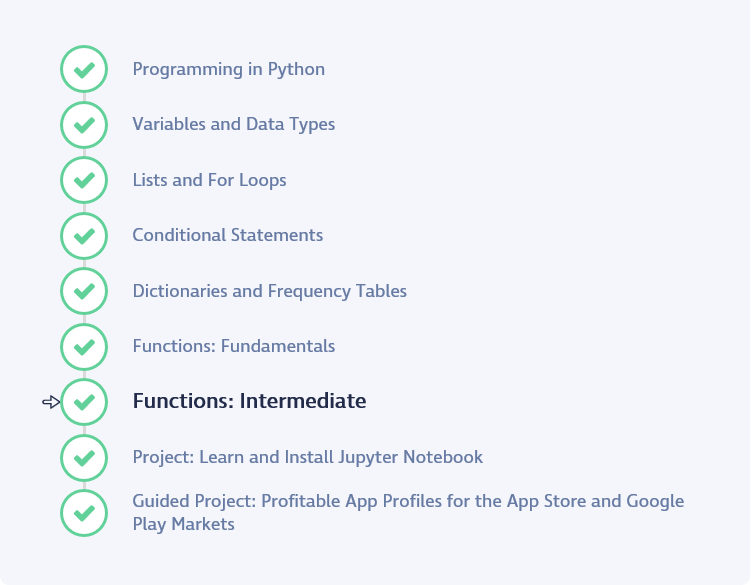 Programming in Python
Variables and Data Types
Lists and For Loops
Conditional Statements
Dictionaries and Frequency Tables
Functions: Fundamentals
Functions: Intermediate
Project: Learn and Install Jupyter Notebook
Guided Project: Profitable App Profiles for the App Store and Google
Play Markets